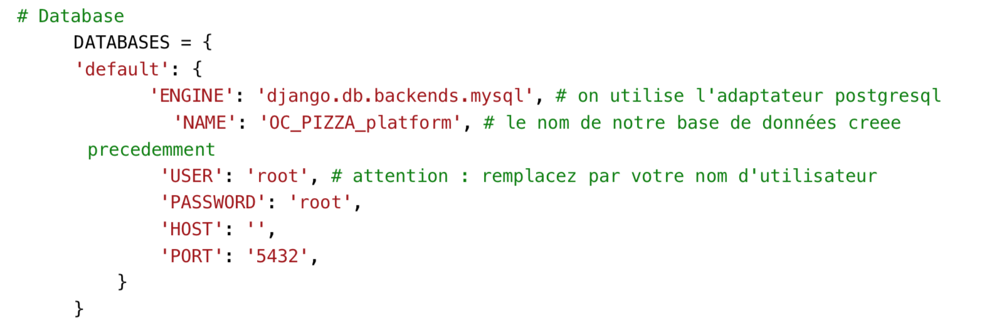 # Database
DATABASES = {
'default': {
'ENGINE': 'django.db.backends.mysql', # on utilise l'adaptateur postgresql
'NAME': 'OC_PIZZA_platform', # le nom de notre base de données creee
precedemment
'USER': 'root', # attention : remplacez par votre nom d'utilisateur
'PASSWORD': 'root',
'HOST': '',
'PORT': '5432',
}
}